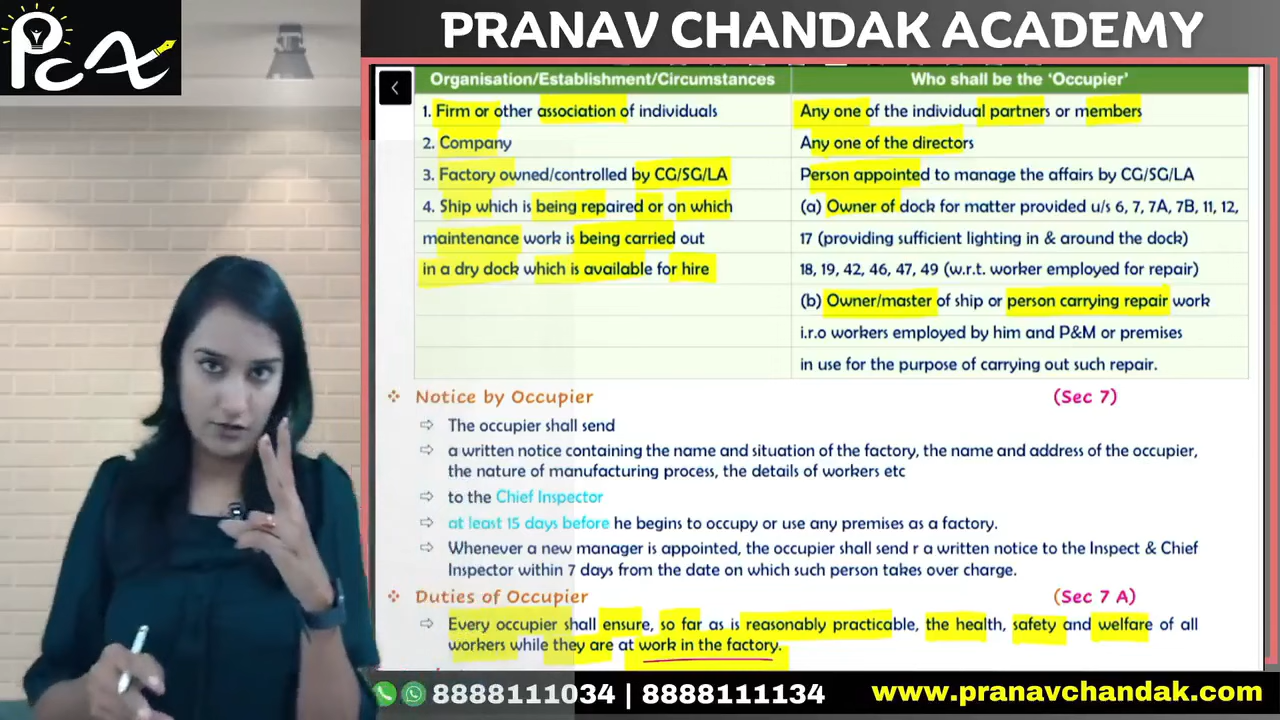 PCA
PRANAV CHANDAK ACADEMY
Organisation/Establishment/Circumstances
Who shall be the 'Occupier'
1. Firm or other association of individuals
Any one of the individual partners or members
2. Company
Any one of the directors
3. Factory owned/controlled by CG/SG/LA
Person appointed to manage the affairs by CG/SG/LA
4. Ship which is being repaired or on which
maintenance work is being carried out
in a dry dock which is available for hire
(a) Owner of dock for matter provided u/s 6, 7, 7A, 7B, 11, 12,
17 (providing sufficient lighting in & around the dock)
18, 19, 42, 46, 47, 49 (w.r.t. worker employed for repair)
(b) Owner/master of ship or person carrying repair work
i.r.o workers employed by him and P&M or premises
in use for the purpose of carrying out such repair.
❖ Notice by Occupier (Sec 7)
⇨ The occupier shall send
⇨ a written notice containing the name and situation of the factory, the name and address of the occupier,
the nature of manufacturing process, the details of workers etc
⇨ to the Chief Inspector
⇨ at least 15 days before he begins to occupy or use any premises as a factory.
⇨ Whenever a new manager is appointed, the occupier shall send r a written notice to the Inspect & Chief
Inspector within 7 days from the date on which such person takes over charge.
❖ Duties of Occupier (Sec 7 A)
⇨ Every occupier shall ensure, so far as is reasonably practicable, the health, safety and welfare of all
workers while they are at work in the factory.
8888111034 | 8888111134
www.pranavchandak.com